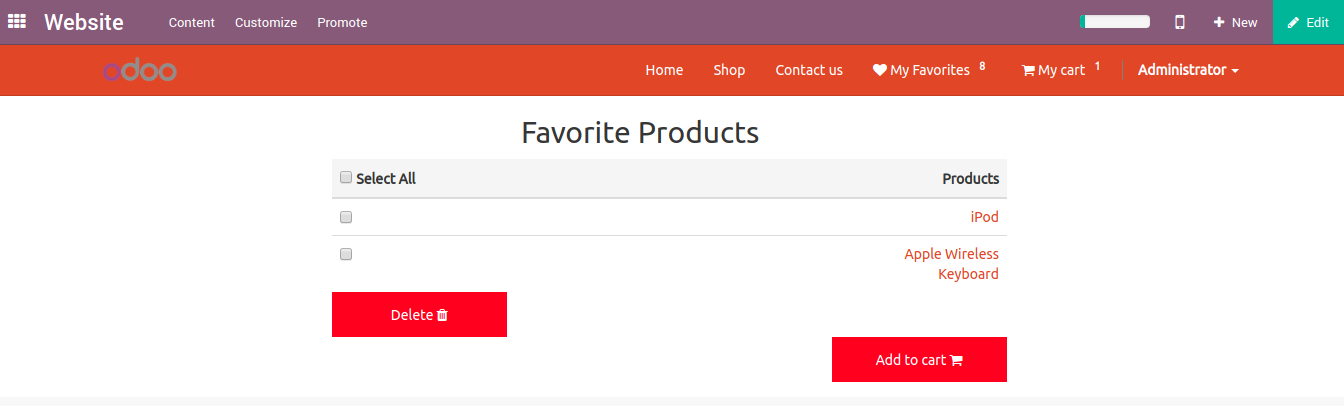 Website Content Customize Promote New Edit
odoo Home Shop Contact us My Favorites 8 My cart 1 Administrator
Favorite Products
Select All Products
iPod
Apple Wireless
Keyboard
Delete
Add to cart